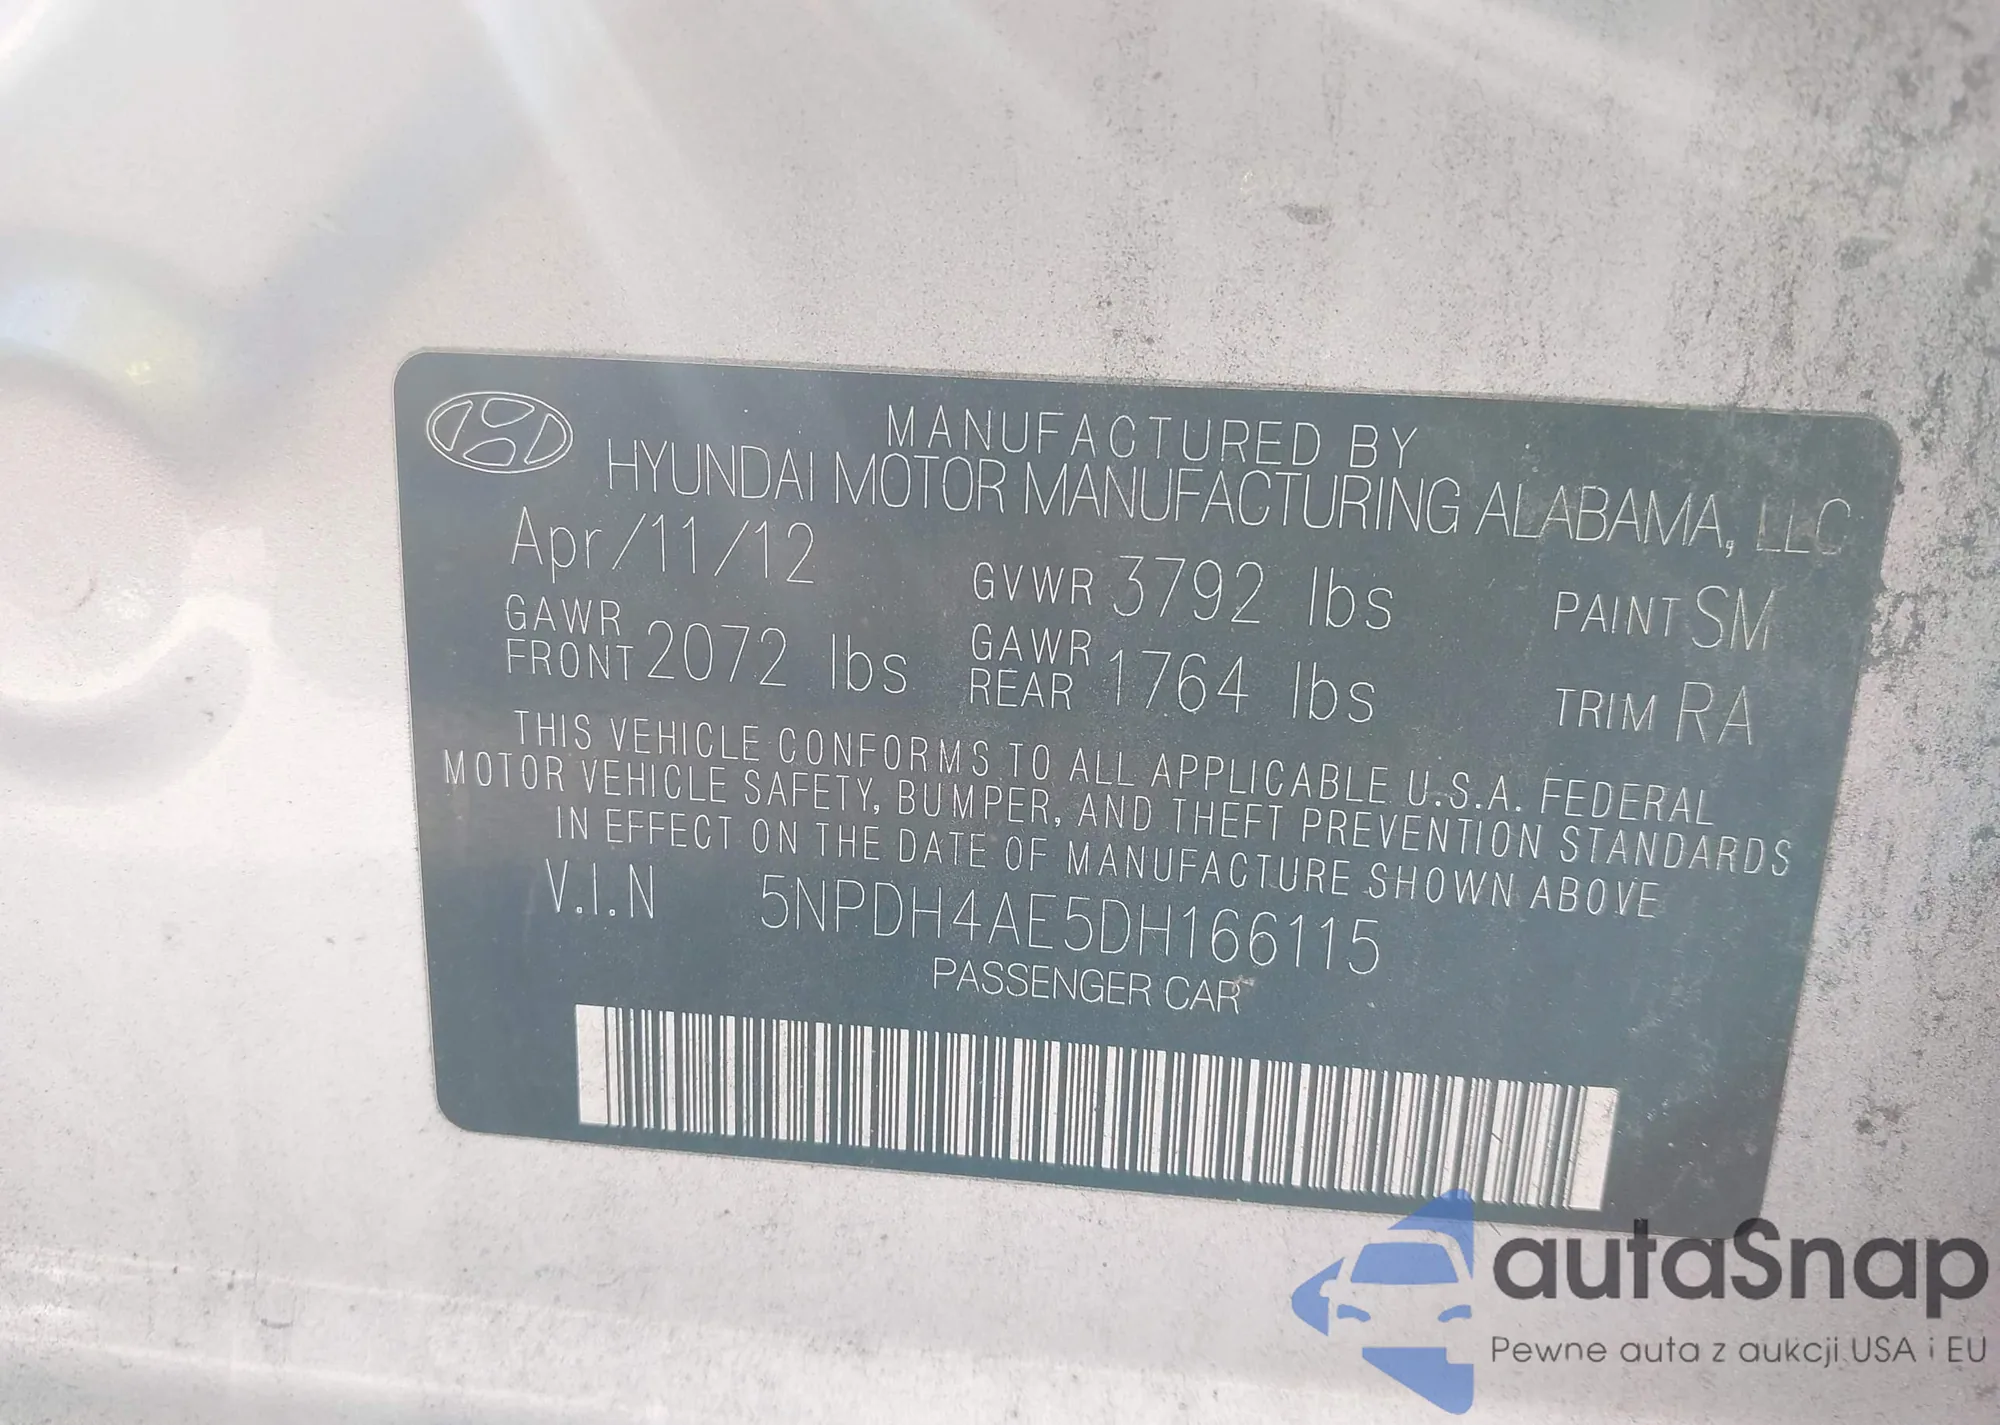 MANUFACTURED BY
HYUNDAI MOTOR MANUFACTURING ALABAMA, LLC
Apr/11/12 GVWR 3792 lbs PAINT SM
GAWR FRONT 2072 lbs GAWR REAR 1764 lbs TRIM RA
THIS VEHICLE CONFORMS TO ALL APPLICABLE U.S.A. FEDERAL
MOTOR VEHICLE SAFETY, BUMPER, AND THEFT PREVENTION STANDARDS
IN EFFECT ON THE DATE OF MANUFACTURE SHOWN ABOVE
V.I.N 5NPDH4AE5DH166115
PASSENGER CAR
autaSnap
Pewne auta z aukcji USA i EU